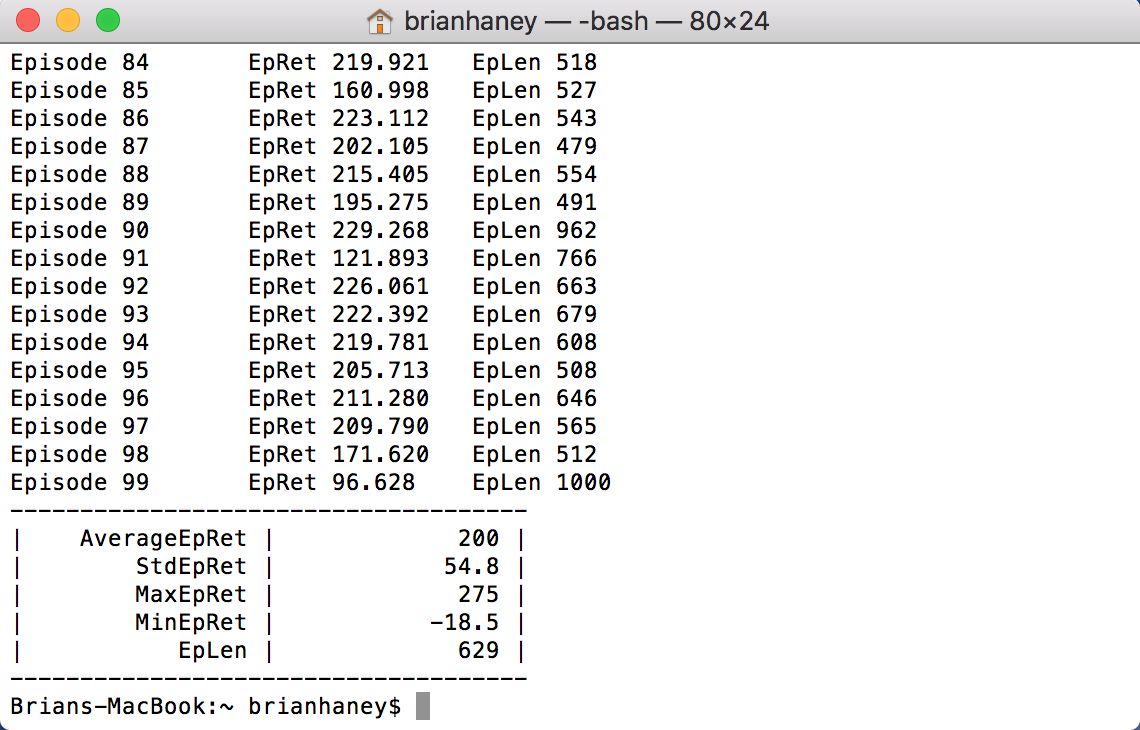 brianhaney — -bash — 80×24
Episode 84 EpRet 219.921 EpLen 518
Episode 85 EpRet 160.998 EpLen 527
Episode 86 EpRet 223.112 EpLen 543
Episode 87 EpRet 202.105 EpLen 479
Episode 88 EpRet 215.405 EpLen 554
Episode 89 EpRet 195.275 EpLen 491
Episode 90 EpRet 229.268 EpLen 962
Episode 91 EpRet 121.893 EpLen 766
Episode 92 EpRet 226.061 EpLen 663
Episode 93 EpRet 222.392 EpLen 679
Episode 94 EpRet 219.781 EpLen 608
Episode 95 EpRet 205.713 EpLen 508
Episode 96 EpRet 211.280 EpLen 646
Episode 97 EpRet 209.790 EpLen 565
Episode 98 EpRet 171.620 EpLen 512
Episode 99 EpRet 96.628 EpLen 1000
-------------------------------------
| AverageEpRet | 200 |
| StdEpRet | 54.8 |
| MaxEpRet | 275 |
| MinEpRet | -18.5 |
| EpLen | 629 |
-------------------------------------
Brians-MacBook:~ brianhaney$